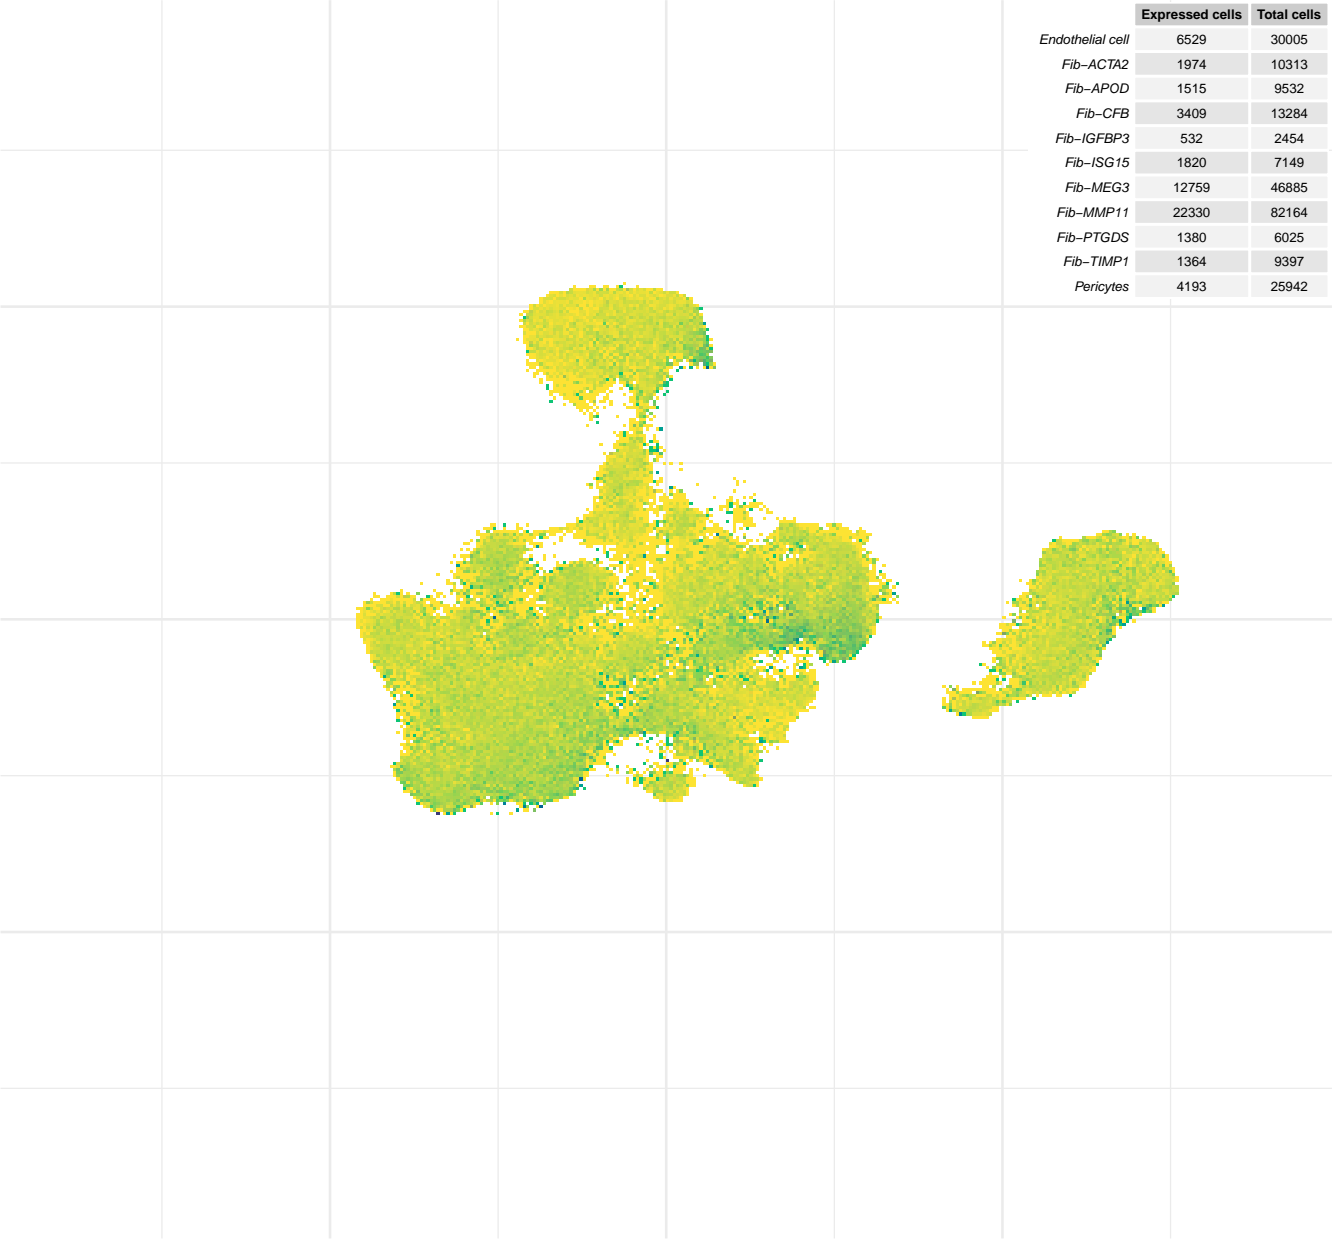 Expressed cells Total cells
Endothelial cell 6529 30005
Fib−ACTA2 1974 10313
Fib−APOD 1515 9532
Fib−CFB 3409 13284
Fib−IGFBP3 532 2454
Fib−ISG15 1820 7149
Fib−MEG3 12759 46885
Fib−MMP11 22330 82164
Fib−PTGDS 1380 6025
Fib−TIMP1 1364 9397
Pericytes 4193 25942